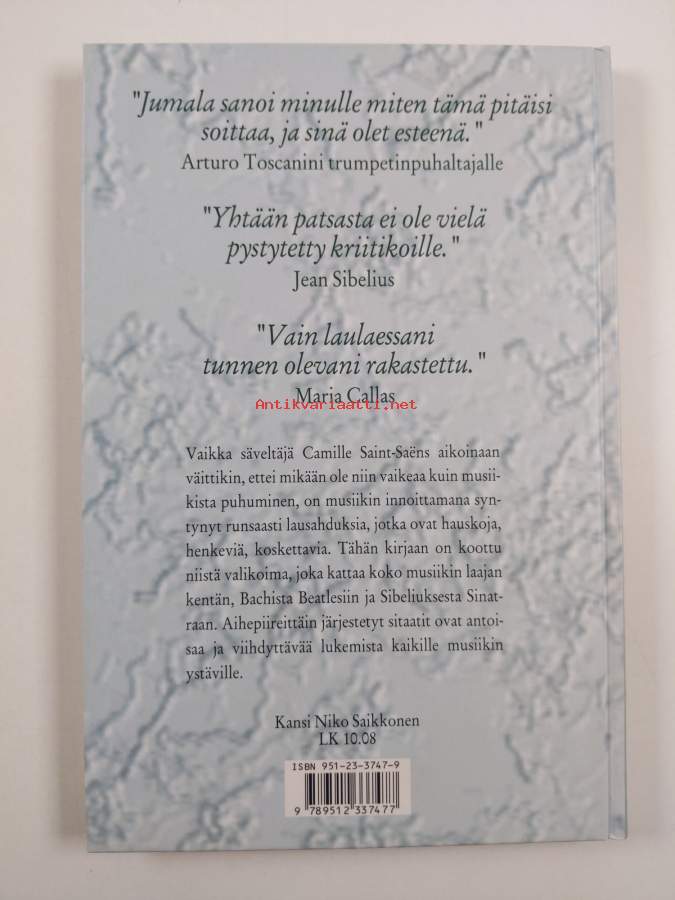 "Jumala sanoi minulle miten tämä pitäisi
soittaa, ja sinä olet esteenä."
Arturo Toscanini trumpetinpuhaltajalle
"Yhtään patsasta ei ole vielä
pystytetty kriitikoille."
Jean Sibelius
"Vain laulaessani
tunnen olevani rakastettu."
Maria Callas
Antikvariaatti.net
Vaikka säveltäjä Camille Saint-Saëns aikoinaan
väittikin, ettei mikään ole niin vaikeaa kuin musii-
kista puhuminen, on musiikin innoittamana syn-
tynyt runsaasti lausahduksia, jotka ovat hauskoja,
henkeviä, koskettavia. Tähän kirjaan on koottu
niistä valikoima, joka kattaa koko musiikin laajan
kentän, Bachista Beatlesiin ja Sibeliuksesta Sinat-
raan. Aihepiireittäin järjestetyt sitaatit ovat antoi-
saa ja viihdyttävää lukemista kaikille musiikin
ystäville.
Kansi Niko Saikkonen
LK 10.08
ISBN 951-23-3747-9
9 789512 337477